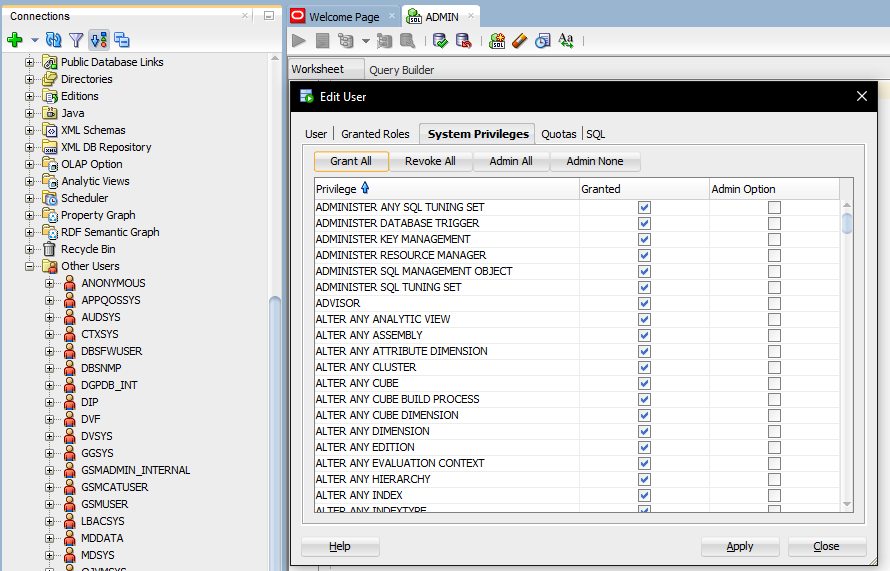 Connections
Public Database Links
Directories
Editions
Java
XML Schemas
XML DB Repository
OLAP Option
Analytic Views
Scheduler
Property Graph
RDF Semantic Graph
Recycle Bin
Other Users
ANONYMOUS
APPQOSSYS
AUDSYS
CTXSYS
DBSFWUSER
DBSNMP
DGPDB_INT
DIP
DVF
DVSYS
GGSYS
GSMADMIN_INTERNAL
GSMCATUSER
GSMUSER
LBACSYS
MDDATA
MDSYS
OJVMSYS
Welcome Page
ADMIN
SQL
Aa
Worksheet
Query Builder
Edit User
User
Granted Roles
System Privileges
Quotas
SQL
Grant All
Revoke All
Admin All
Admin None
Privilege Granted Admin Option
ADMINISTER ANY SQL TUNING SET
ADMINISTER DATABASE TRIGGER
ADMINISTER KEY MANAGEMENT
ADMINISTER RESOURCE MANAGER
ADMINISTER SQL MANAGEMENT OBJECT
ADMINISTER SQL TUNING SET
ADVISOR
ALTER ANY ANALYTIC VIEW
ALTER ANY ASSEMBLY
ALTER ANY ATTRIBUTE DIMENSION
ALTER ANY CLUSTER
ALTER ANY CUBE
ALTER ANY CUBE BUILD PROCESS
ALTER ANY CUBE DIMENSION
ALTER ANY DIMENSION
ALTER ANY EDITION
ALTER ANY EVALUATION CONTEXT
ALTER ANY HIERARCHY
ALTER ANY INDEX
ALTER ANY INDEXTYPE
Help
Apply
Close